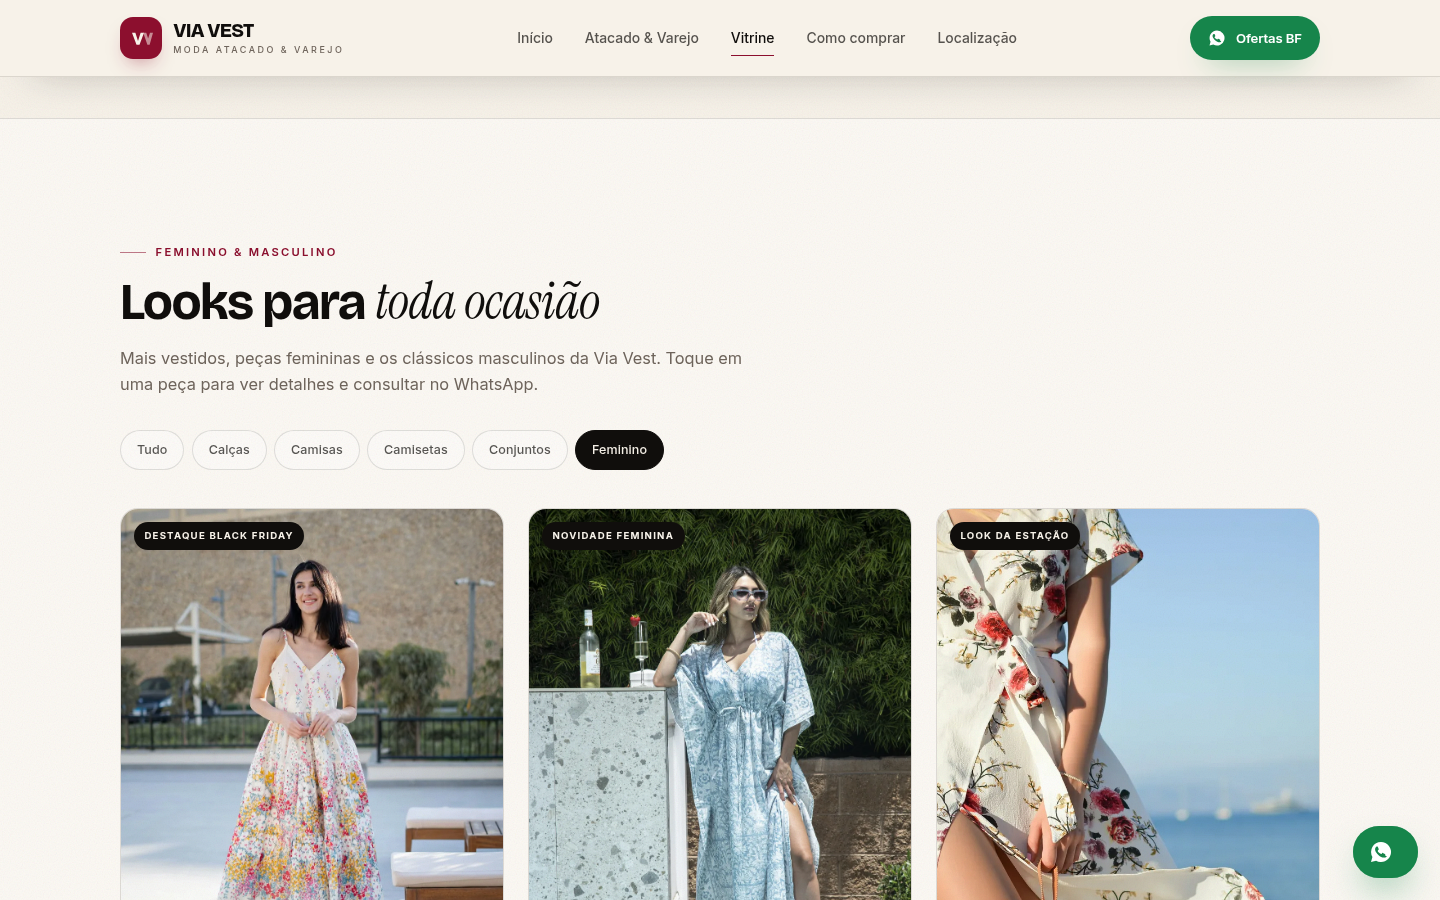 VV
VIA VEST
MODA ATACADO & VAREJO
Início
Atacado & Varejo
Vitrine
Como comprar
Localização
Ofertas BF
FEMININO & MASCULINO
Looks para toda ocasião
Mais vestidos, peças femininas e os clássicos masculinos da Via Vest. Toque em
uma peça para ver detalhes e consultar no WhatsApp.
Tudo
Calças
Camisas
Camisetas
Conjuntos
Feminino
DESTAQUE BLACK FRIDAY
NOVIDADE FEMININA
LOOK DA ESTAÇÃO